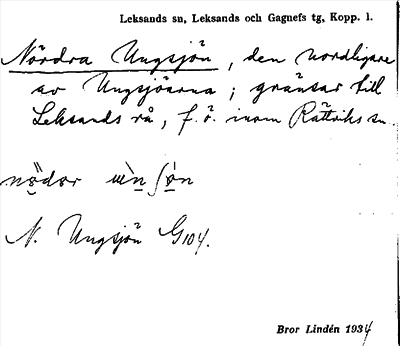 Leksands sn, Leksands och Gagnefs tg, Kopp. l.
Nördra Ungsjön, den nordligare
av Ungsjöarna; gränsar till
Leksands rå, f. ö. inom Rättviks sn.
N. Ungsjön G104.
Bror Lindén 1934